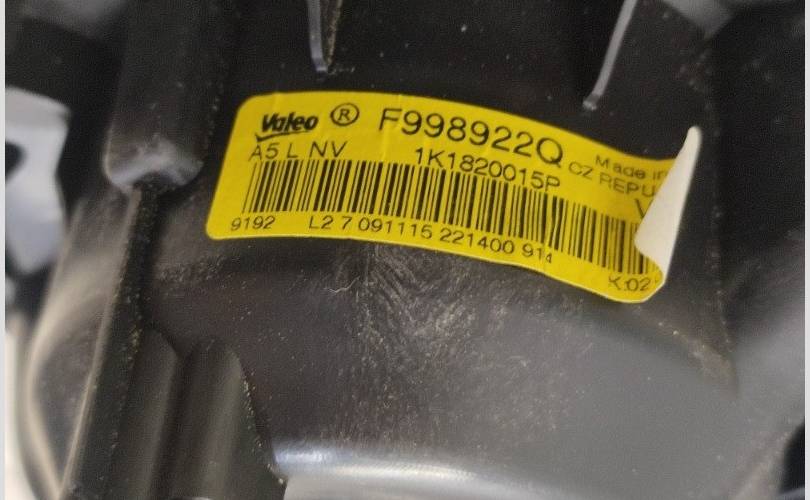 Valeo ® F998922Q Made in
A5 L NV 1K1820015P CZ REPU
9192 L2 7 091115 221400 914
K:02